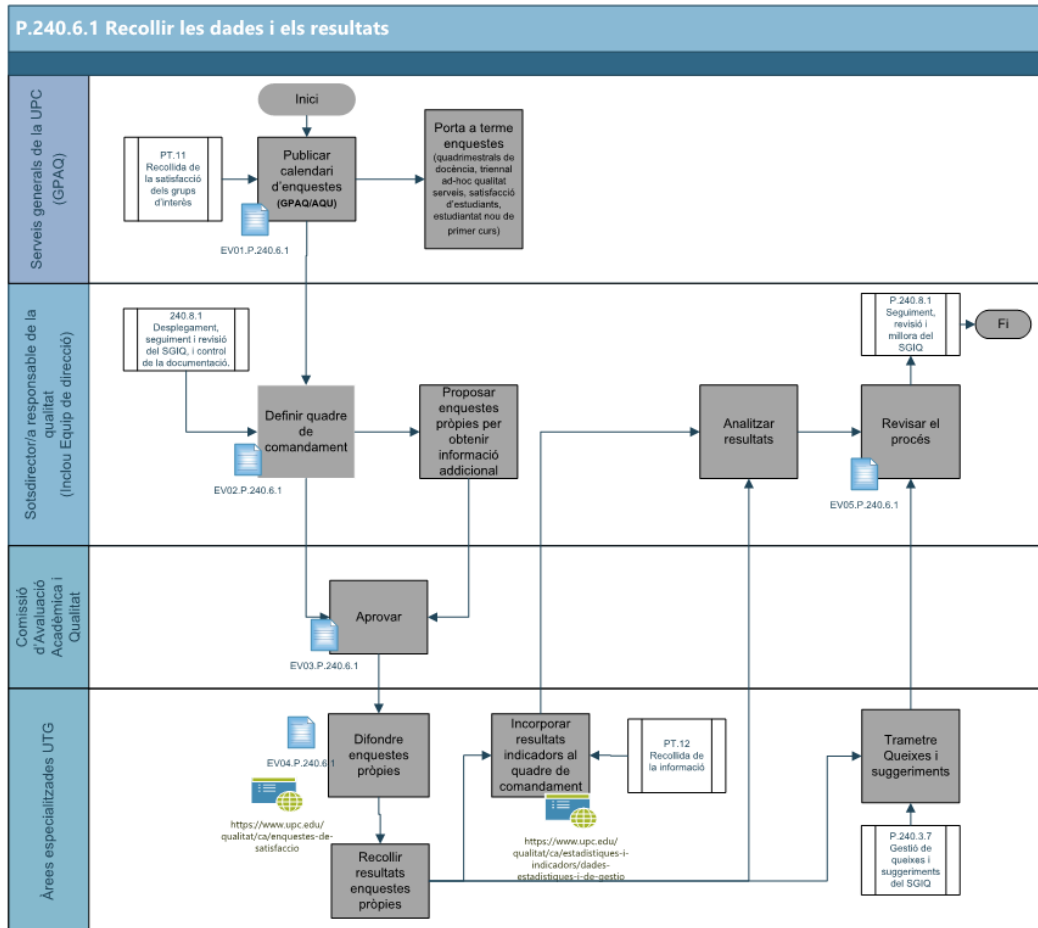 P.240.6.1 Recollir les dades i els resultats
Serveis generals de la UPC
(GPAQ)
Inici
PT.11
Recollida de
la satisfacció
dels grups
d'interès
Publicar
calendari
d'enquestes
(GPAQ/AQU)
EV01.P.240.6.1
Porta a terme
enquestes
(quadrimestrals de
docència, triennal
ad-hoc qualitat
serveis, satisfacció
d'estudiants,
estudiantat nou de
primer curs)
Sotsdirector/a responsable de la
qualitat
(Inclou Equip de direcció)
240.8.1
Desplegament,
seguiment i revisió
del SGIQ, i control
de la documentació.
Definir quadre
de
comandament
EV02.P.240.6.1
Proposar
enquestes
pròpies per
obtenir
informació
addicional
Analitzar
resultats
P.240.8.1
Seguiment,
revisió i
millora del
SGIQ
Fi
Revisar el
procés
EV05.P.240.6.1
Comissió
d'Avaluació
Acadèmica i
Qualitat
Aprovar
EV03.P.240.6.1
Àrees especialitzades UTG
Difondre
enquestes
pròpies
EV04.P.240.6.1
https://www.upc.edu/
qualitat/ca/enquestes-de-
satisfaccio
Recollir
resultats
enquestes
pròpies
Incorporar
resultats
indicadors al
quadre de
comandament
https://www.upc.edu/
qualitat/ca/estadistiques-i-
indicadors/dades-
estadistiques-i-de-gestio
PT.12
Recollida de
la informació
Trametre
Queixes i
suggeriments
P.240.3.7
Gestió de
queixes i
suggeriments
del SGIQ